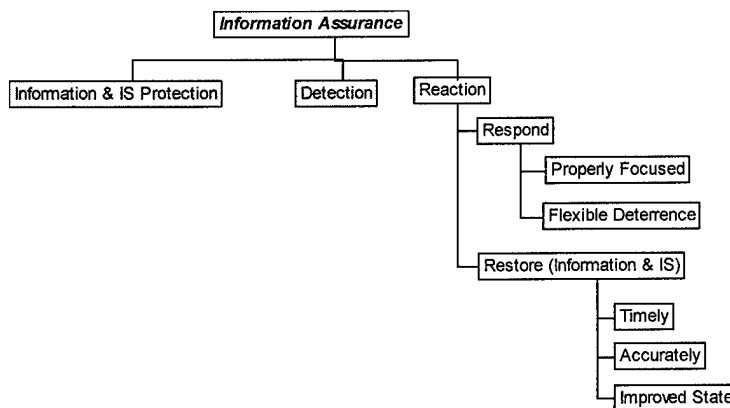 Information Assurance
Information & IS Protection
Detection
Reaction
Respond
Properly Focused
Flexible Deterrence
Restore (Information & IS)
Timely
Accurately
Improved State